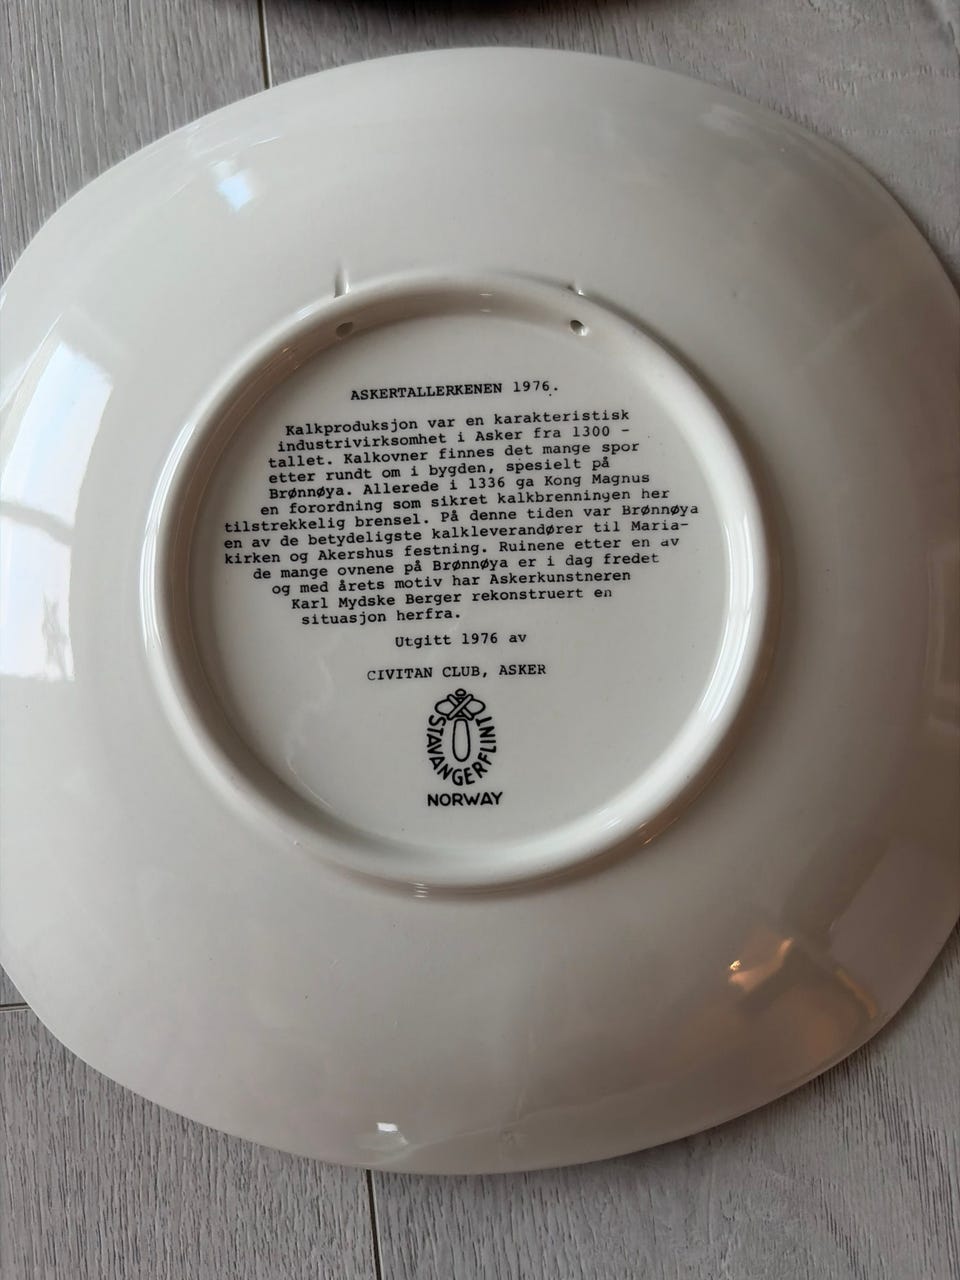 ASKERTALLERKENEN 1976.
Kalkproduksjon var en karakteristisk
industrivirksomhet i Asker fra 1300 -
tallet. Kalkovner finnes det mange spor
etter rundt om i bygden, spesielt på
Brønnøya. Allerede i 1336 ga Kong Magnus
en forordning som sikret kalkbrenningen her
tilstrekkelig brensel. På denne tiden var Brønnøya
en av de betydeligste kalkleverandører til Maria-
kirken og Akershus festning. Ruinene etter en av
de mange ovnene på Brønnøya er i dag fredet
og med årets motiv har Askerkunstneren
Karl Mydske Berger rekonstruert en
situasjon herfra.
Utgitt 1976 av
CIVITAN CLUB, ASKER
STAVANGERFLINT
NORWAY